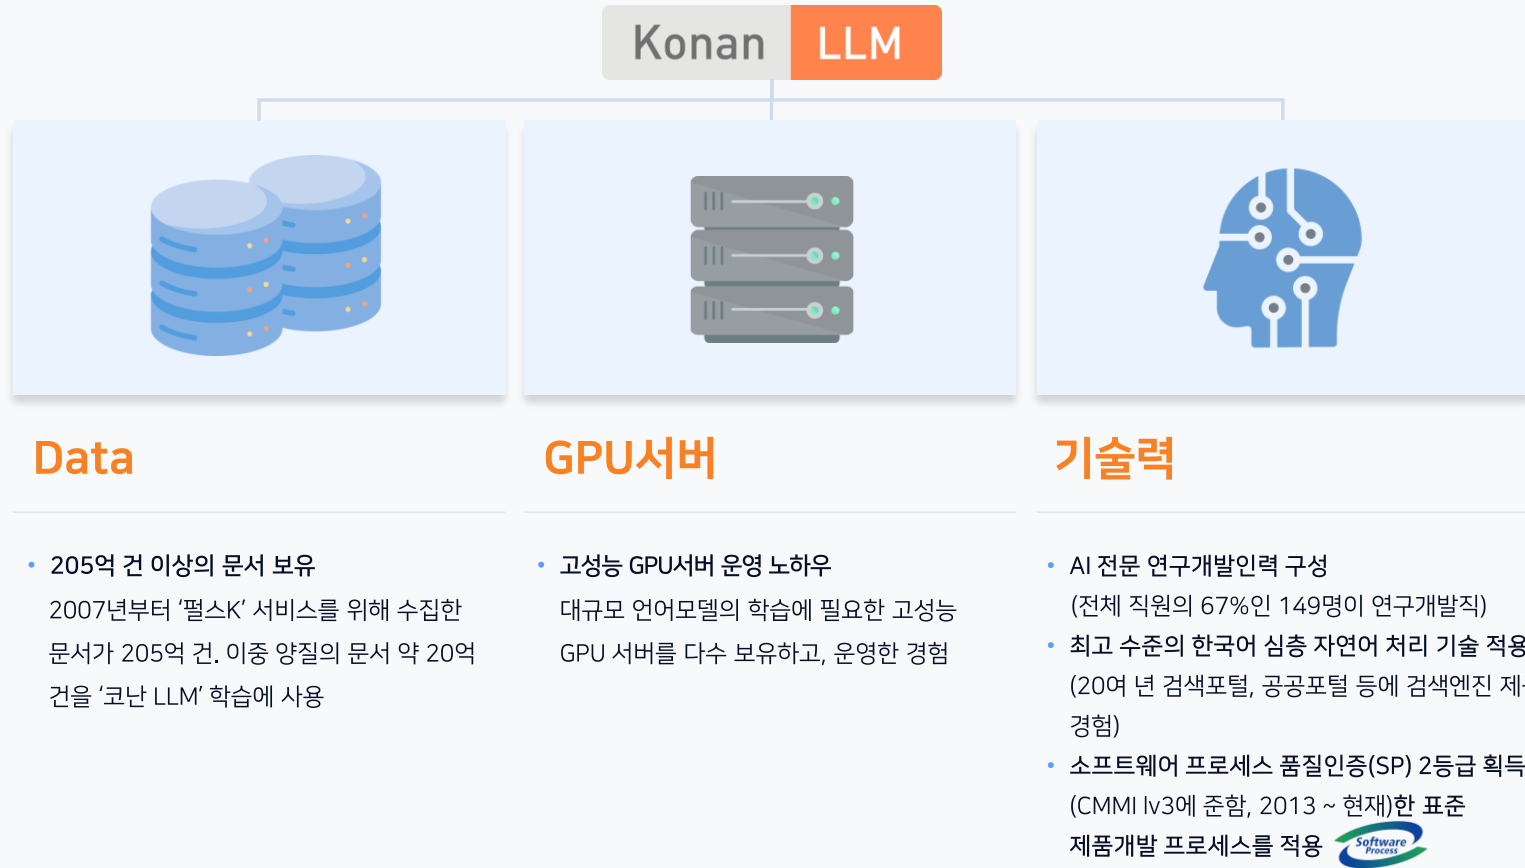 Konan LLM
Data
• 205억 건 이상의 문서 보유
2007년부터 ‘펄스K’ 서비스를 위해 수집한
문서가 205억 건. 이중 양질의 문서 약 20억
건을 ‘코난 LLM’ 학습에 사용
GPU서버
• 고성능 GPU서버 운영 노하우
대규모 언어모델의 학습에 필요한 고성능
GPU 서버를 다수 보유하고, 운영한 경험
기술력
• AI 전문 연구개발인력 구성
(전체 직원의 67%인 149명이 연구개발직)
• 최고 수준의 한국어 심층 자연어 처리 기술 적용
(20여 년 검색포털, 공공포털 등에 검색엔진
경험)
• 소프트웨어 프로세스 품질인증(SP) 2등급 획득
(CMMI lv3에 준함, 2013 ~ 현재)한 표준
제품개발 프로세스를 적용
Software
Process